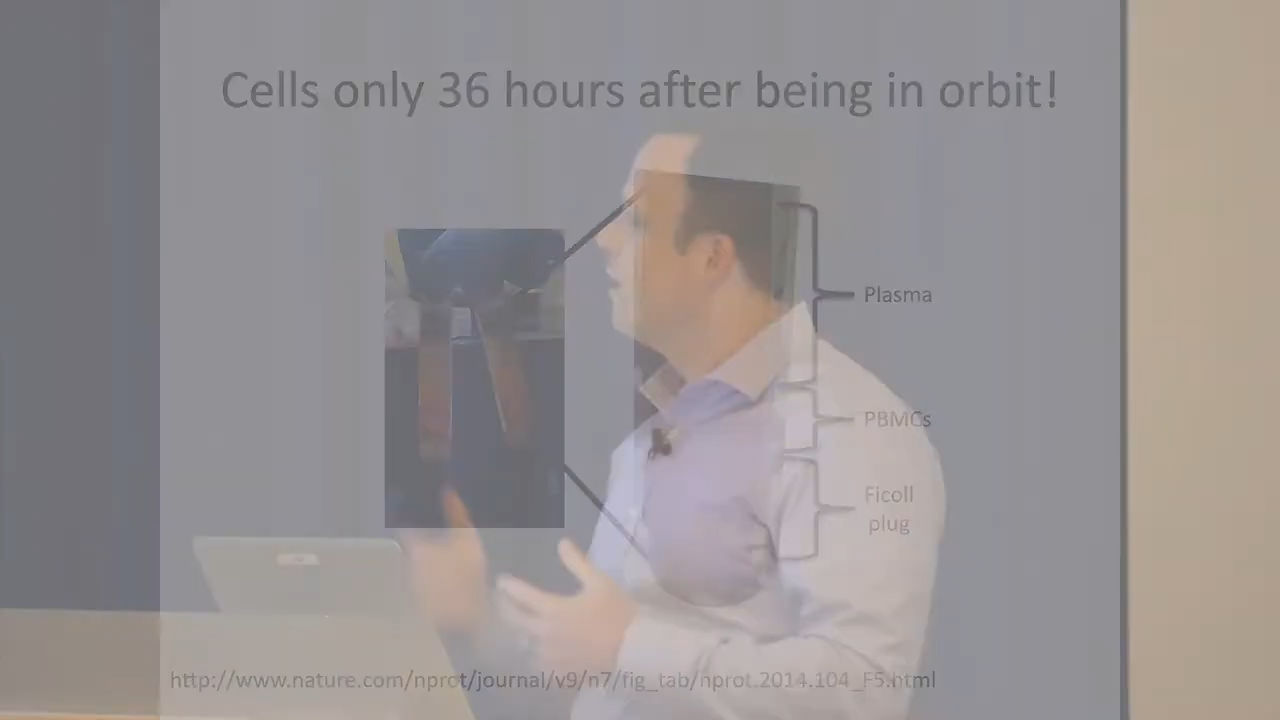 Cells only 36 hours after being in orbit!
Plasma
PBMCs
Ficoll
plug
http://www.nature.com/nprot/journal/v9/n7/fig_tab/nprot.2014.104_F5.html